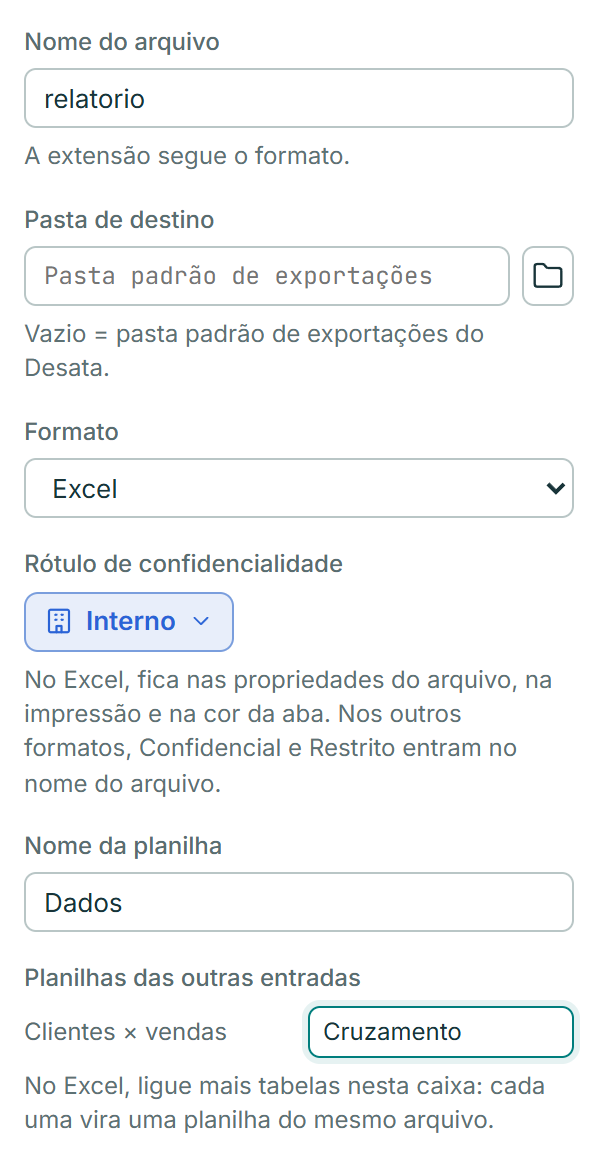 Nome do arquivo
relatorio
A extensão segue o formato.
Pasta de destino
Pasta padrão de exportações
Vazio = pasta padrão de exportações do
Desata.
Formato
Excel
Rótulo de confidencialidade
Interno
No Excel, fica nas propriedades do arquivo, na
impressão e na cor da aba. Nos outros
formatos, Confidencial e Restrito entram no
nome do arquivo.
Nome da planilha
Dados
Planilhas das outras entradas
Clientes × vendas
Cruzamento
No Excel, ligue mais tabelas nesta caixa: cada
uma vira uma planilha do mesmo arquivo.